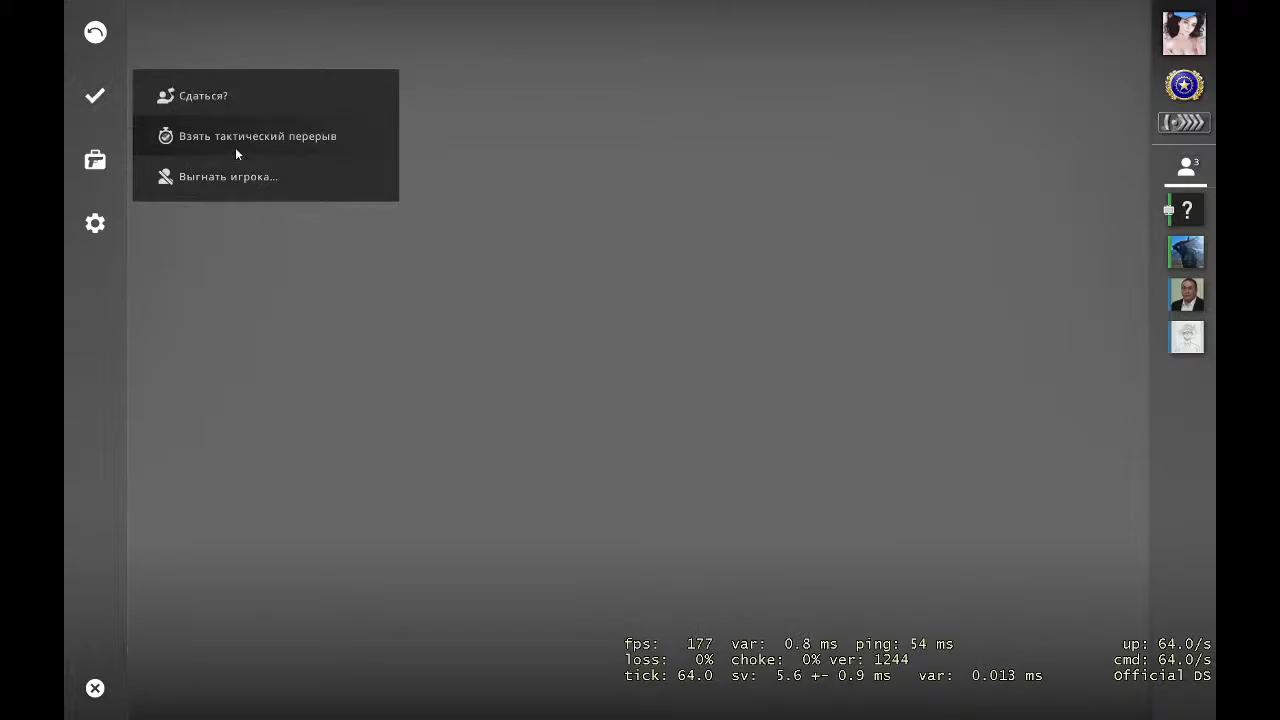 Сдаться?
Взять тактический перерыв
Выгнать игрока...
3
?
fps: 177 var: 0.8 ms ping: 54 ms up: 64.0/s
loss: 0% choke: 0% ver: 1244 cmd: 64.0/s
tick: 64.0 sv: 5.6 +- 0.9 ms var: 0.013 ms Official DS